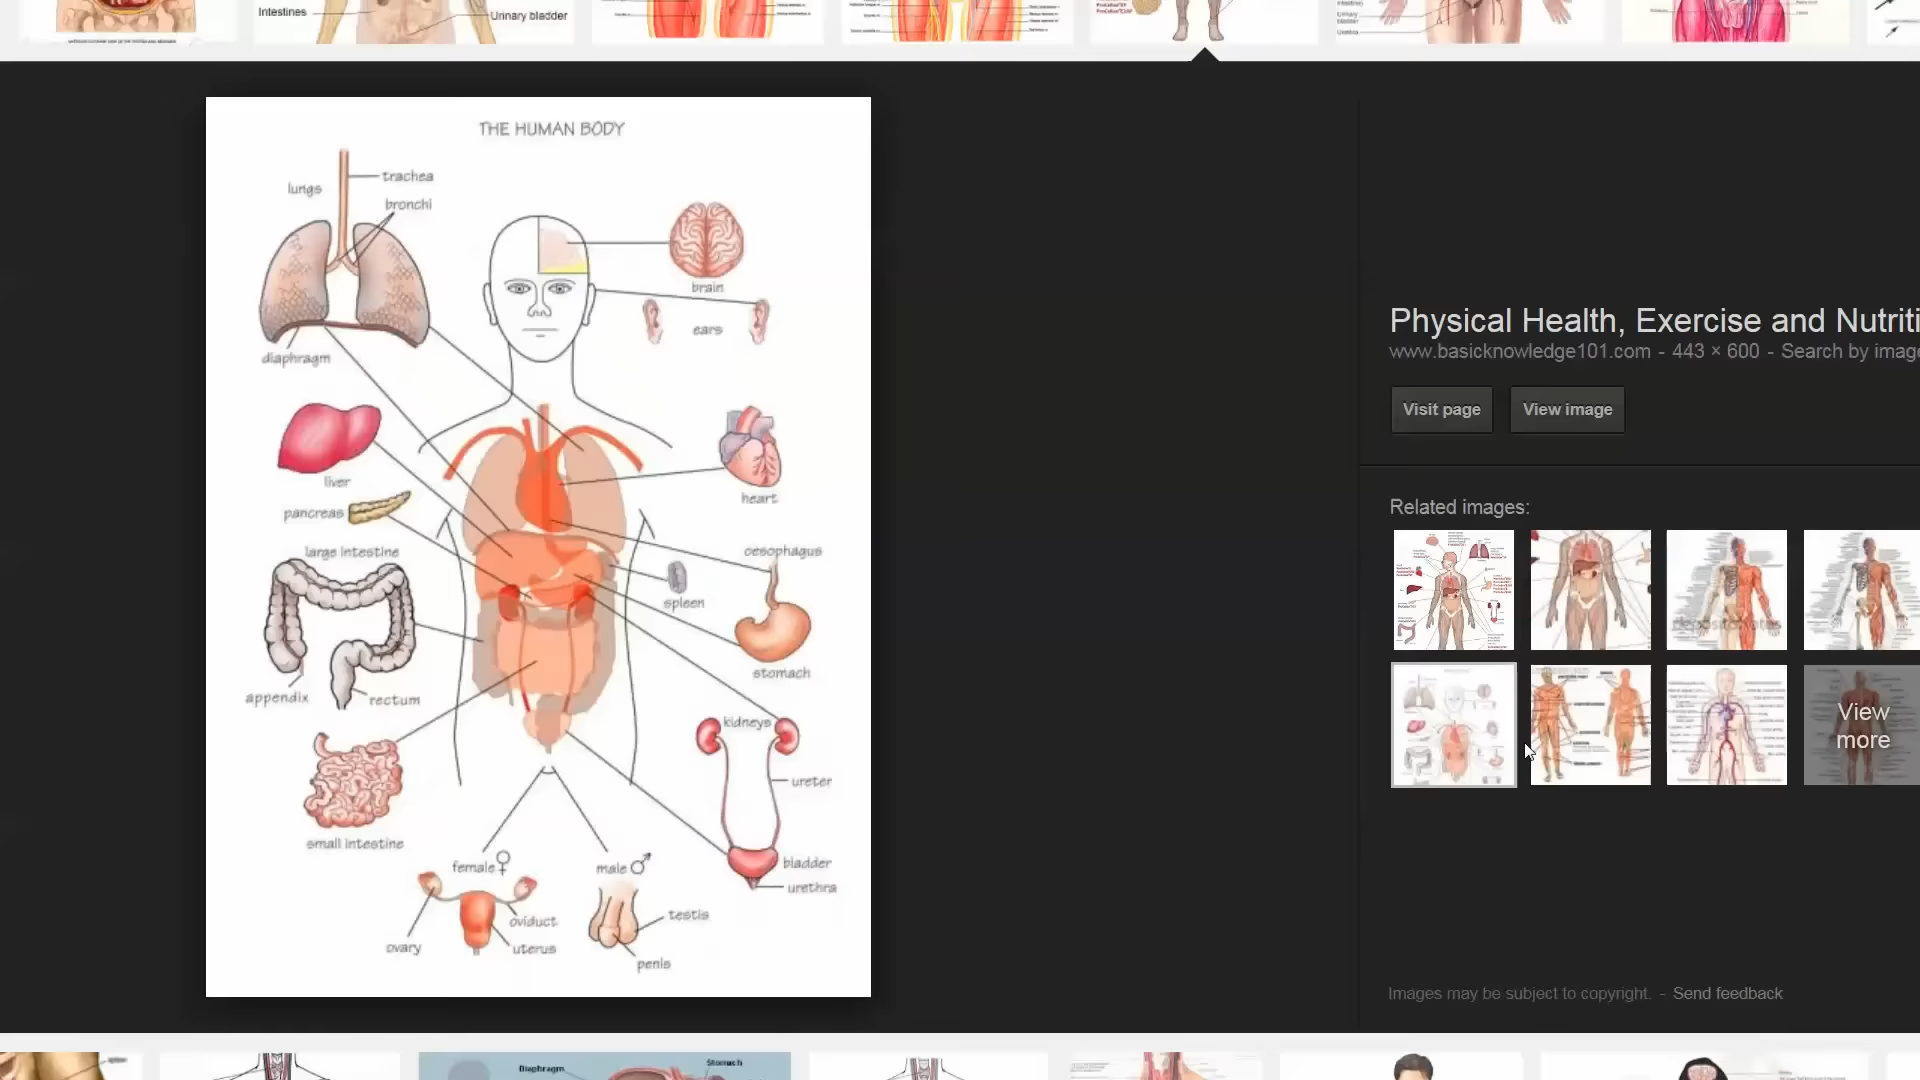 Intestines
Urinary bladder
THE HUMAN BODY
trachea
lungs
bronchi
brain
ears
diaphragm
liver
heart
pancreas
large intestine
oesophagus
spleen
stomach
appendix
rectum
kidneys
ureter
small intestine
bladder
female♀
male♂
urethra
testis
oviduct
ovary
uterus
penis
Physical Health, Exercise and Nutriti
www.basicknowledge101.com - 443 × 600 - Search by image
Visit page
View image
Related images:
View
more
Images may be subject to copyright. - Send feedback
Diaphragm
Stomach